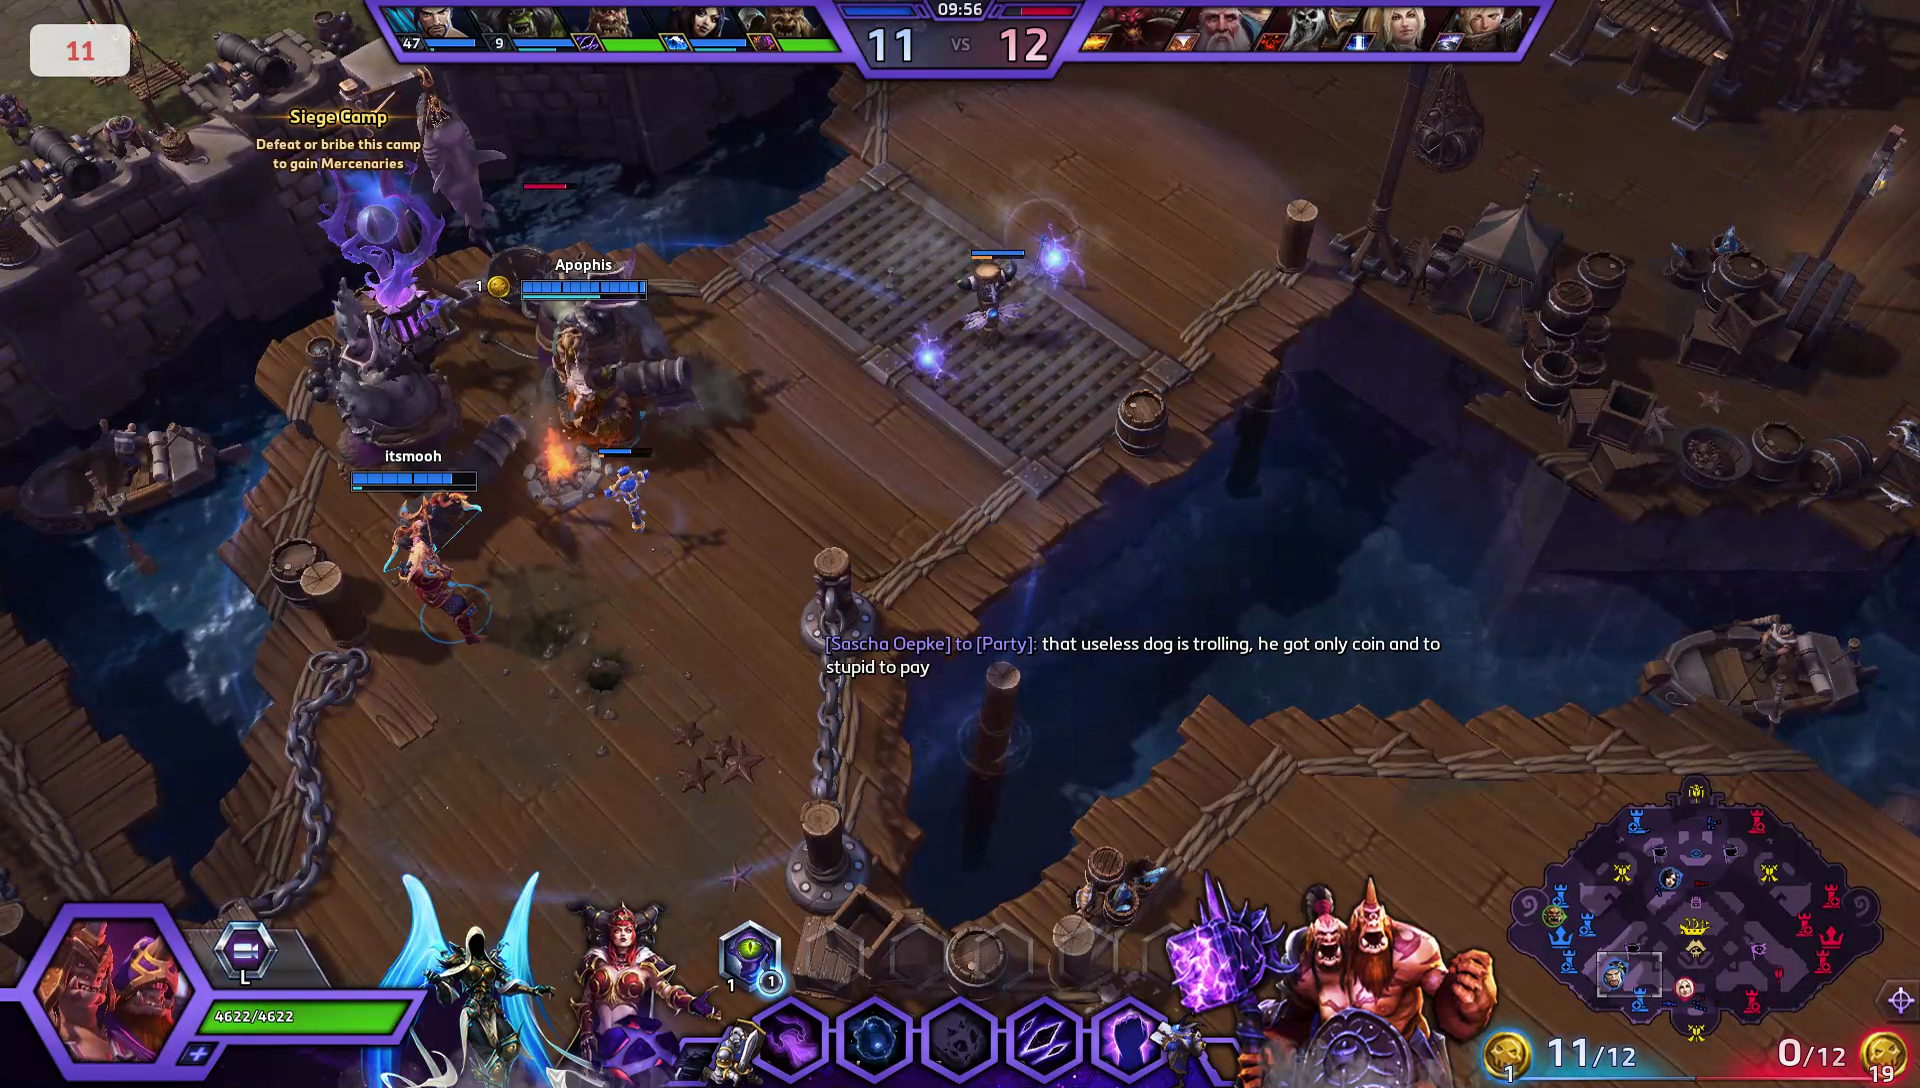 11
09:56
47
9
11 VS 12
Siege Camp
Defeat or bribe this camp
to gain Mercenaries
Apophis
1
itsmooh
[Sascha Oepke] to [Party]: that useless dog is trolling, he got only coin and to
stupid to pay
L
1
1
4622/4622
11/12
0/12
1
19